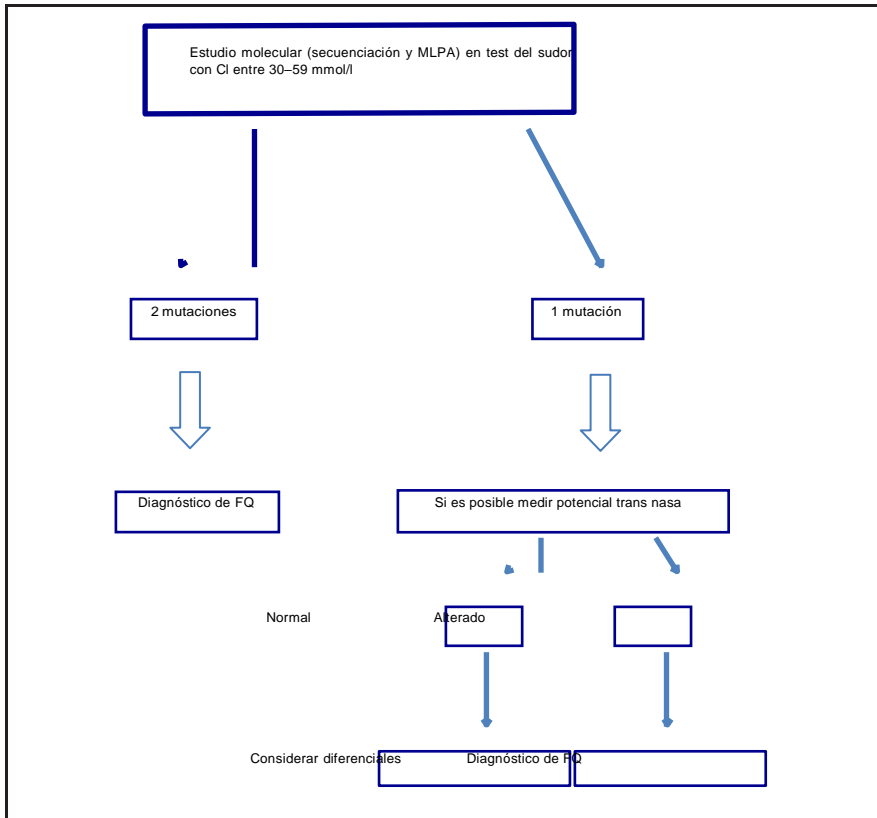 Estudio molecular (secuenciación y MLPA) en test del sudor
con Cl entre 30–59 mmol/l
2 mutaciones
1 mutación
Diagnóstico de FQ
Si es posible medir potencial trans nasa
Normal
Alterado
Considerar diferenciales
Diagnóstico de FQ